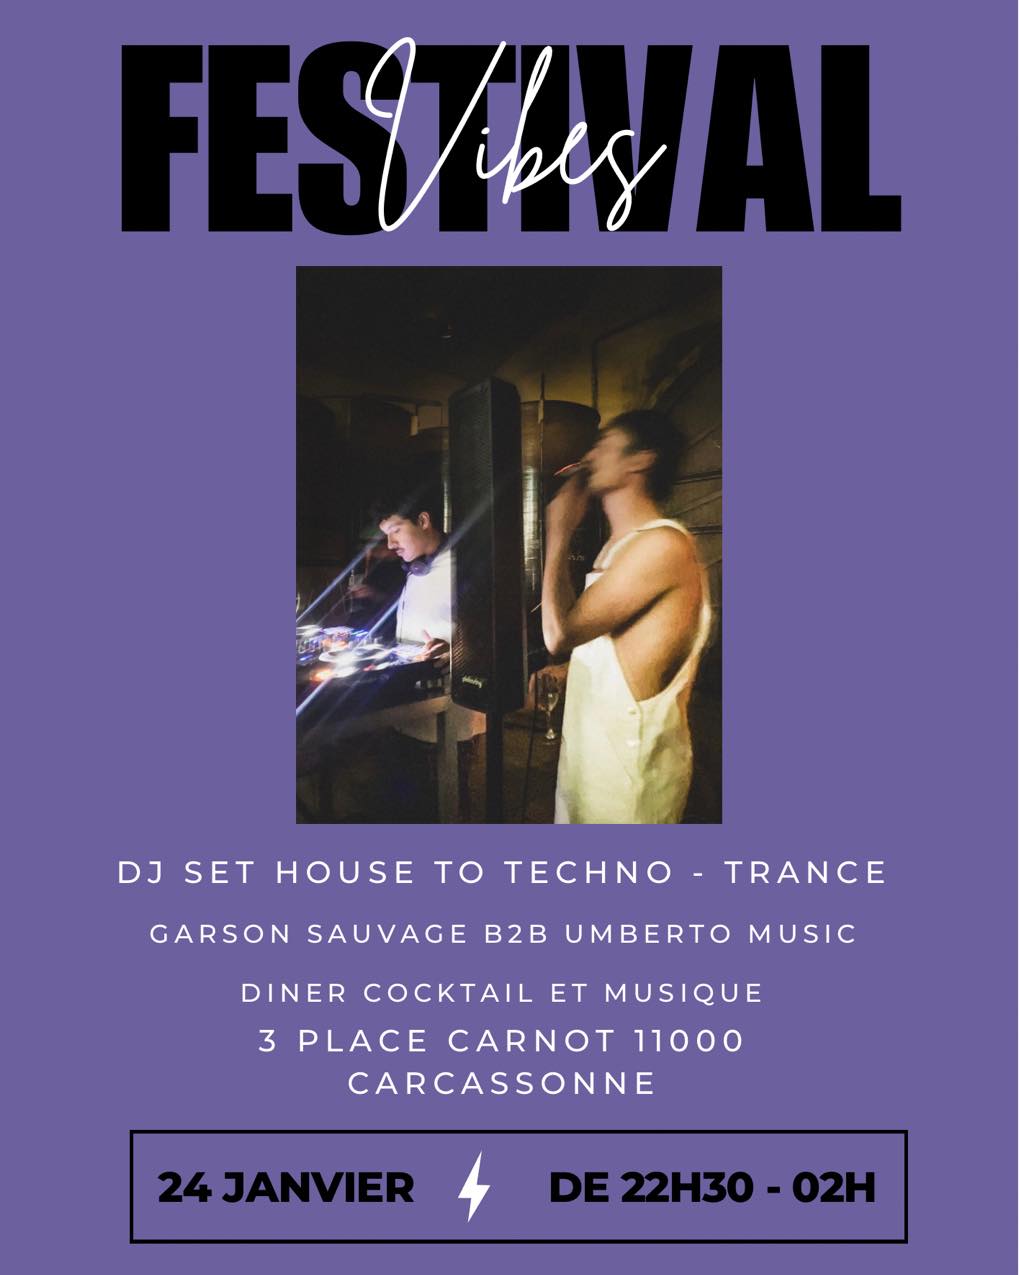 FESTIVAL
Vibes
DJ SET HOUSE TO TECHNO - TRANCE
GARSON SAUVAGE B2B UMBERTO MUSIC
DINER COCKTAIL ET MUSIQUE
3 PLACE CARNOT 11000
CARCASSONNE
24 JANVIER DE 22H30 - 02H